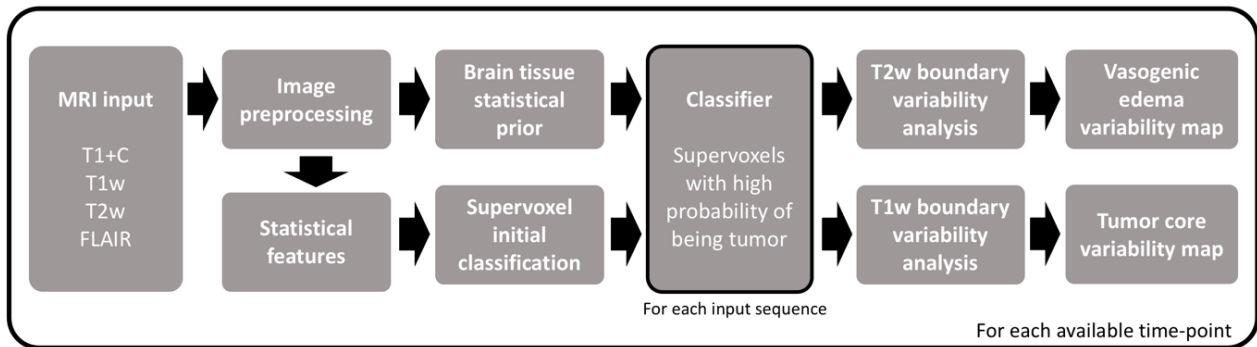 MRI input
T1+C
T1w
T2w
FLAIR
Image
preprocessing
Statistical
features
Brain tissue
statistical
prior
Supervoxel
initial
classification
Classifier
Supervoxels
with high
probability of
being tumor
For each input sequence
T2w boundary
variability
analysis
Vasogenic
edema
variability map
T1w boundary
variability
analysis
Tumor core
variability map
For each available time-point